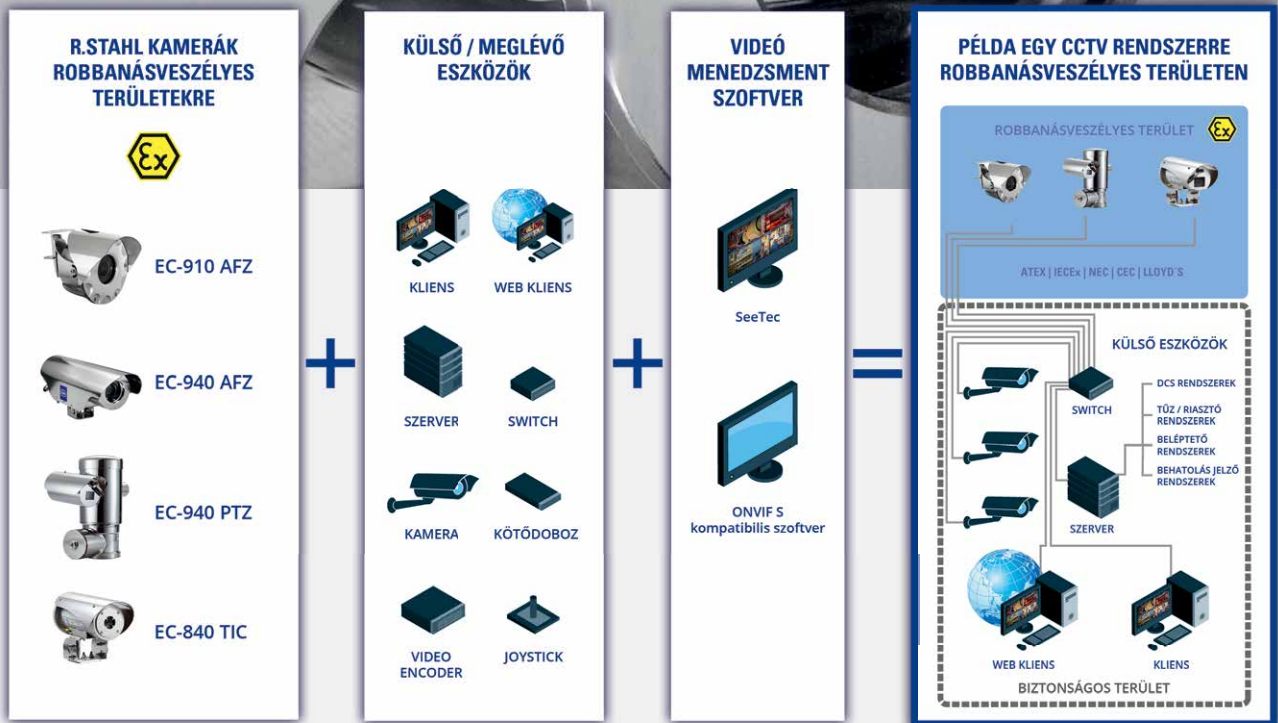 R.STAHL KAMERÁK
ROBBANÁSVESZÉLYES
TERÜLETEKRE
Ex
EC-910 AFZ
EC-940 AFZ
EC-940 PTZ
EC-840 TIC
+
KÜLSŐ / MEGLÉVŐ
ESZKÖZÖK
KLIENS
WEB KLIENS
SZERVER
SWITCH
KAMERA
KÖTŐDOBOZ
VIDEO
ENCODER
JOYSTICK
+
VIDEÓ
MENEDZSMENT
SZOFTVER
SeeTec
ONVIF S
kompatibilis szoftver
=
PÉLDA EGY CCTV RENDSZERRE
ROBBANÁSVESZÉLYES TERÜLETEN
ROBBANÁSVESZÉLYES TERÜLET
Ex
ATEX | IECEx | NEC | CEC | LLOYD´S
KÜLSŐ ESZKÖZÖK
SWITCH
DCS RENDSZEREK
TŰZ / RIASZTÓ
RENDSZEREK
BELÉPTETŐ
RENDSZEREK
BEHATOLÁS JELZŐ
RENDSZEREK
SZERVER
WEB KLIENS
KLIENS
BIZTONSÁGOS TERÜLET